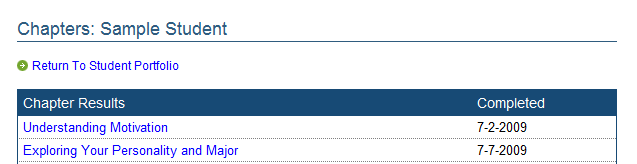 Chapters: Sample Student
Return To Student Portfolio
Chapter Results Completed
Understanding Motivation 7-2-2009
Exploring Your Personality and Major 7-7-2009